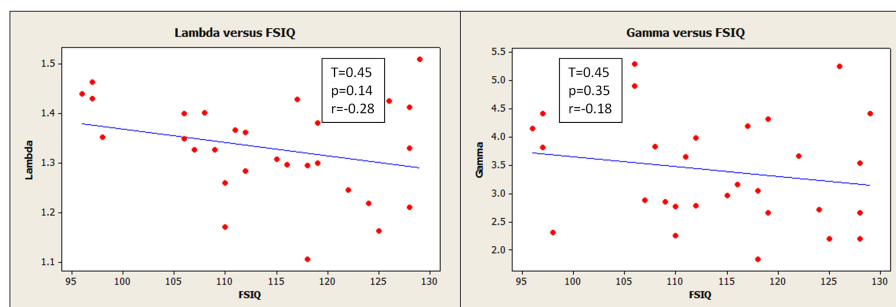 Lambda versus FSIQ
T=0.45
p=0.14
r=-0.28
Lambda
1.5
1.4
1.3
1.2
1.1
95 100 105 110 115 120 125 130
FSIQ
Gamma versus FSIQ
T=0.45
p=0.35
r=-0.18
Gamma
5.5
5.0
4.5
4.0
3.5
3.0
2.5
2.0
95 100 105 110 115 120 125 130
FSIQ